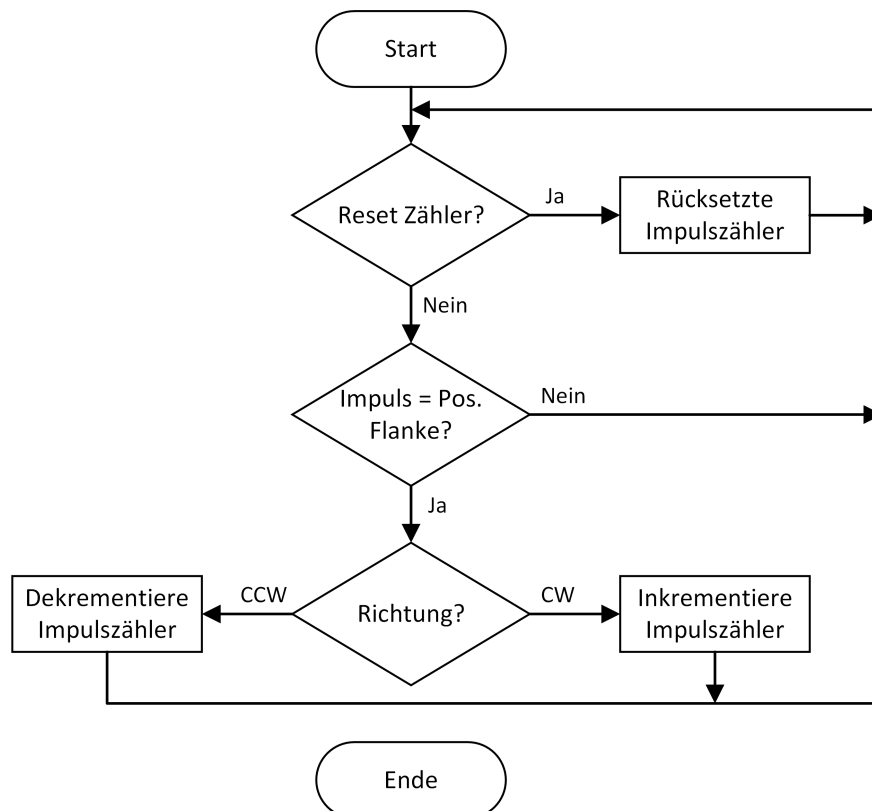 Start
Reset Zähler?
Ja
Rücksetzte
Impulszähler
Nein
Impuls = Pos.
Flanke?
Nein
Ja
Dekrementiere
Impulszähler
CCW
Richtung?
CW
Inkrementiere
Impulszähler
Ende